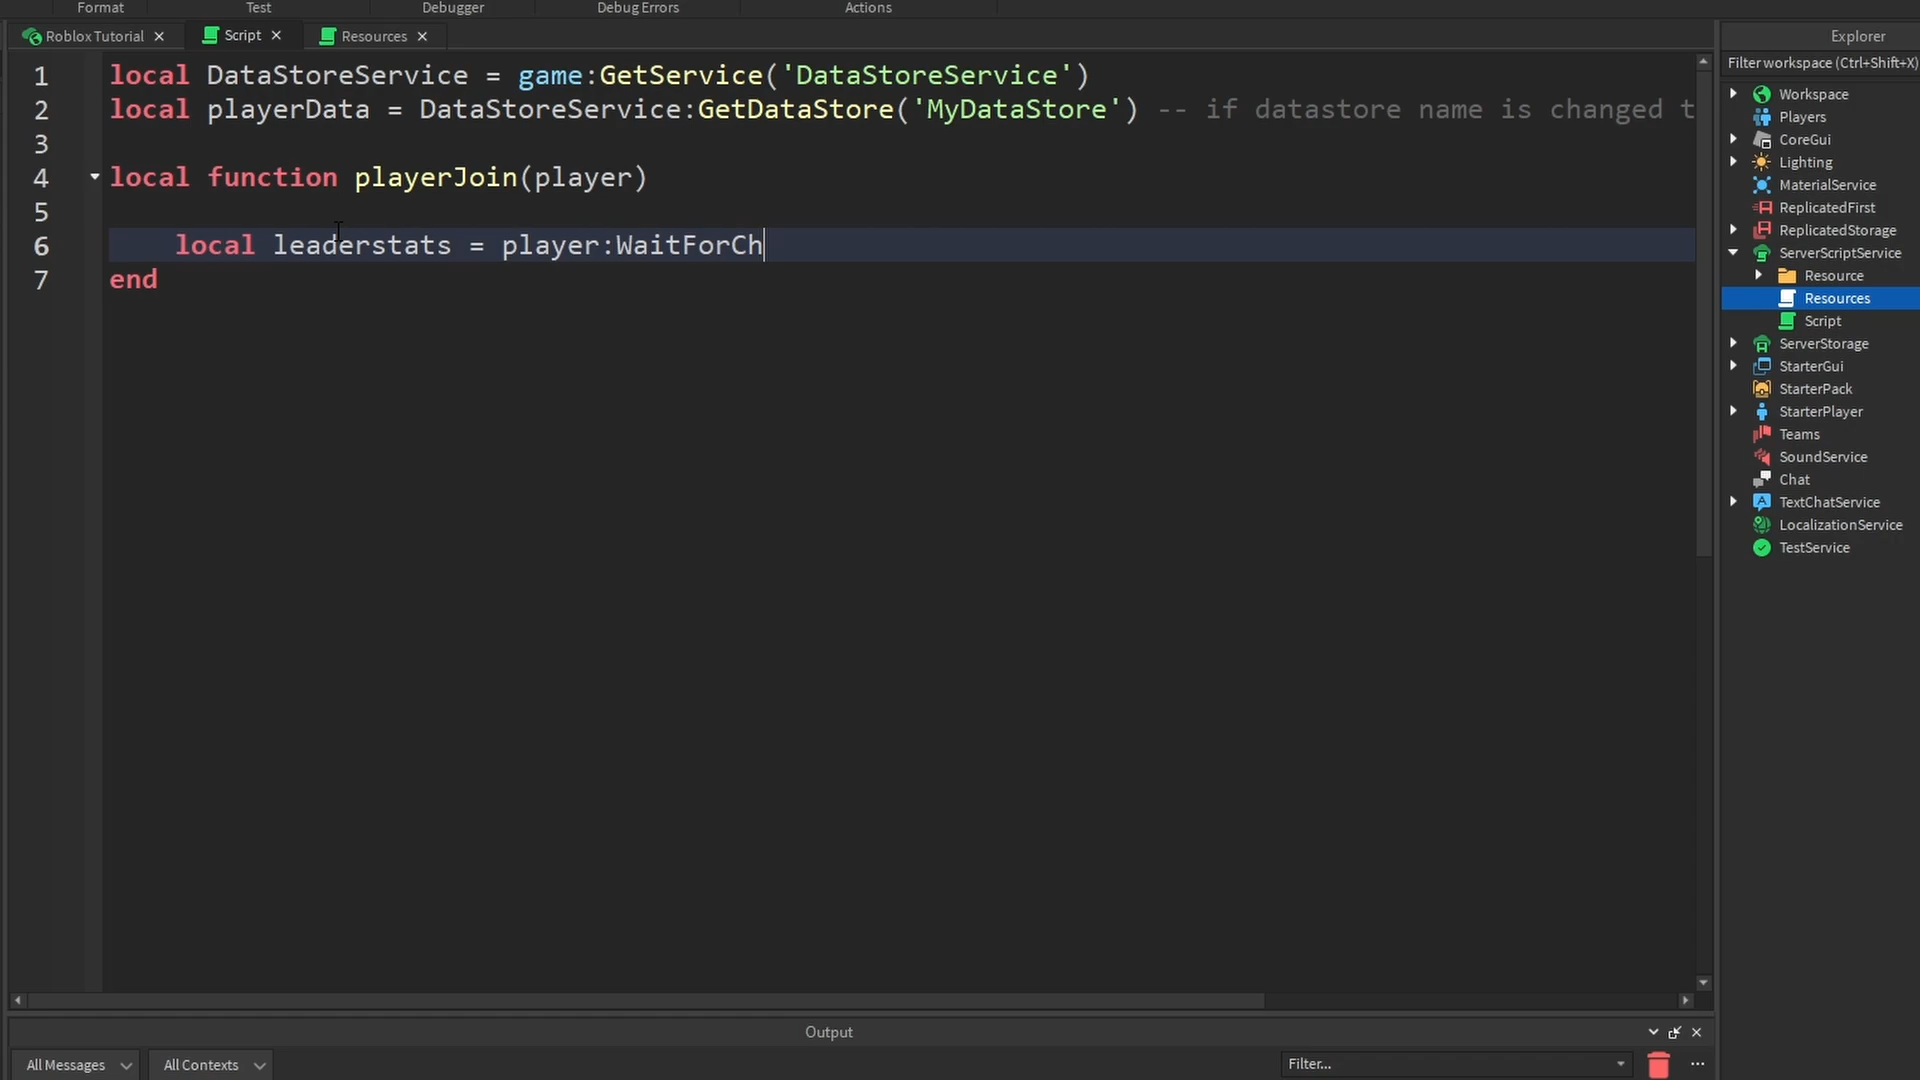 Format Test Debugger Debug Errors Actions
Roblox Tutorial Script Resources
Explorer
Filter workspace (Ctrl+Shift+X)
1 local DataStoreService = game:GetService('DataStoreService')
2 local playerData = DataStoreService:GetDataStore('MyDataStore') -- if datastore name is changed t
3
4 local function playerJoin(player)
5
6 local leaderstats = player:WaitForCh
7 end
Workspace
Players
CoreGui
Lighting
MaterialService
ReplicatedFirst
ReplicatedStorage
ServerScriptService
Resource
Resources
Script
ServerStorage
StarterGui
StarterPack
StarterPlayer
Teams
SoundService
Chat
TextChatService
LocalizationService
TestService
Output
All Messages All Contexts Filter...